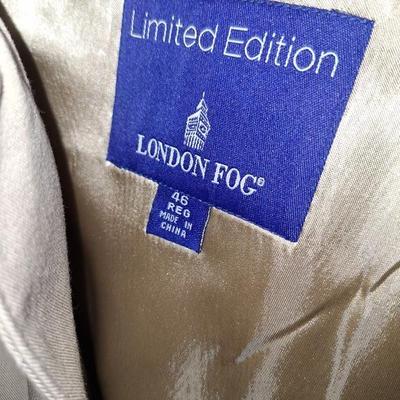 Limited Edition
LONDON FOG®
46
REG
MADE IN
CHINA